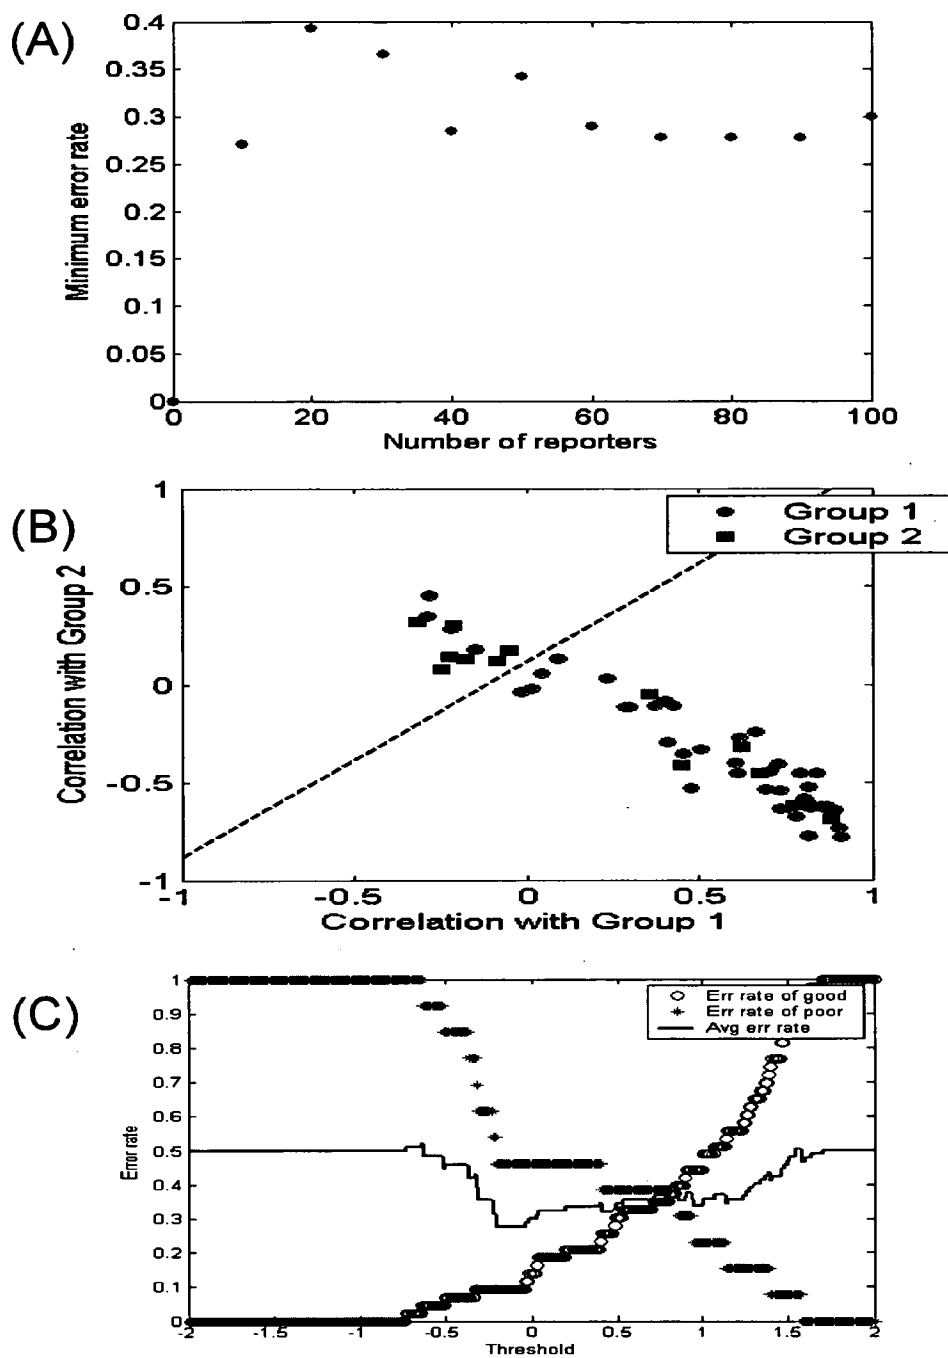 (A)
Minimum error rate
0.4
0.35
0.3
0.25
0.2
0.15
0.1
0.05
0
0 20 40 60 80 100
Number of reporters
(B)
Correlation with Group 2
Group 1
Group 2
1
0.5
0
-0.5
-1
-1 -0.5 0 0.5 1
Correlation with Group 1
(C)
Error rate
Err rate of good
Err rate of poor
Avg err rate
1
0.9
0.8
0.7
0.6
0.5
0.4
0.3
0.2
0.1
0
-2 -1.5 -1 -0.5 0 0.5 1 1.5 2
Threshold